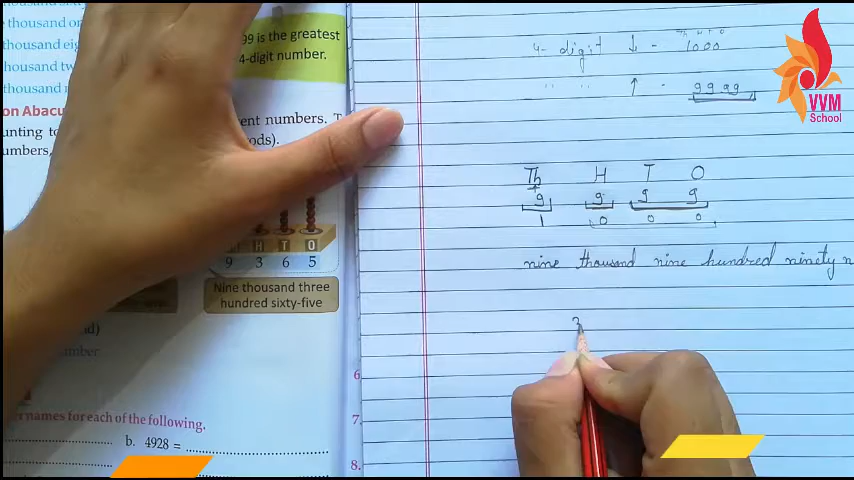 thousand on
thousand eig
thousand tw
99 is the greatest
4-digit number.
on Abacu
unting to
umbers,
ent numbers. T
ods).
H T O
9 3 6 5
Nine thousand three
hundred sixty-five
umber
names for each of the following.
b. 4928 =
6.
7.
8.
4- digit ↓ - 1000
" " ↑ - 9999
Th H T O
9 9 9 9
1 0 0 0
nine thousand nine hundred ninety n
3
VVM
School